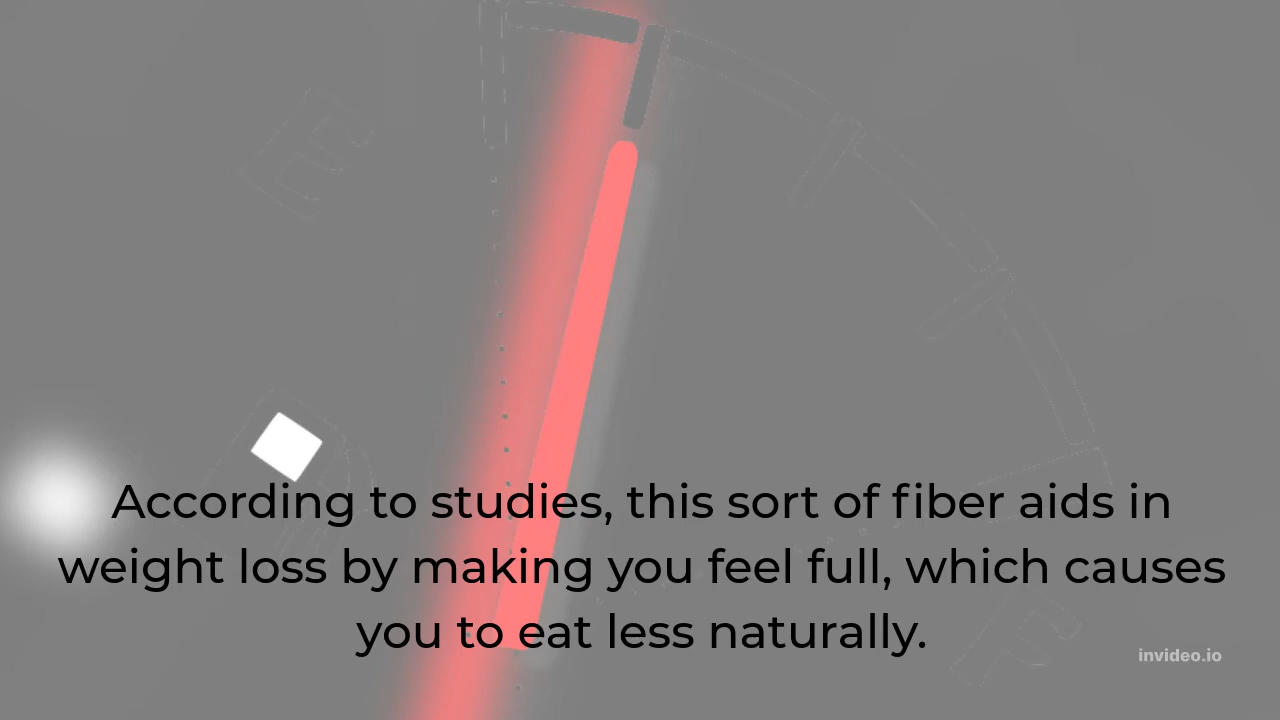 E
According to studies, this sort of fiber aids in
weight loss by making you feel full, which causes
you to eat less naturally.
F
invideo.io